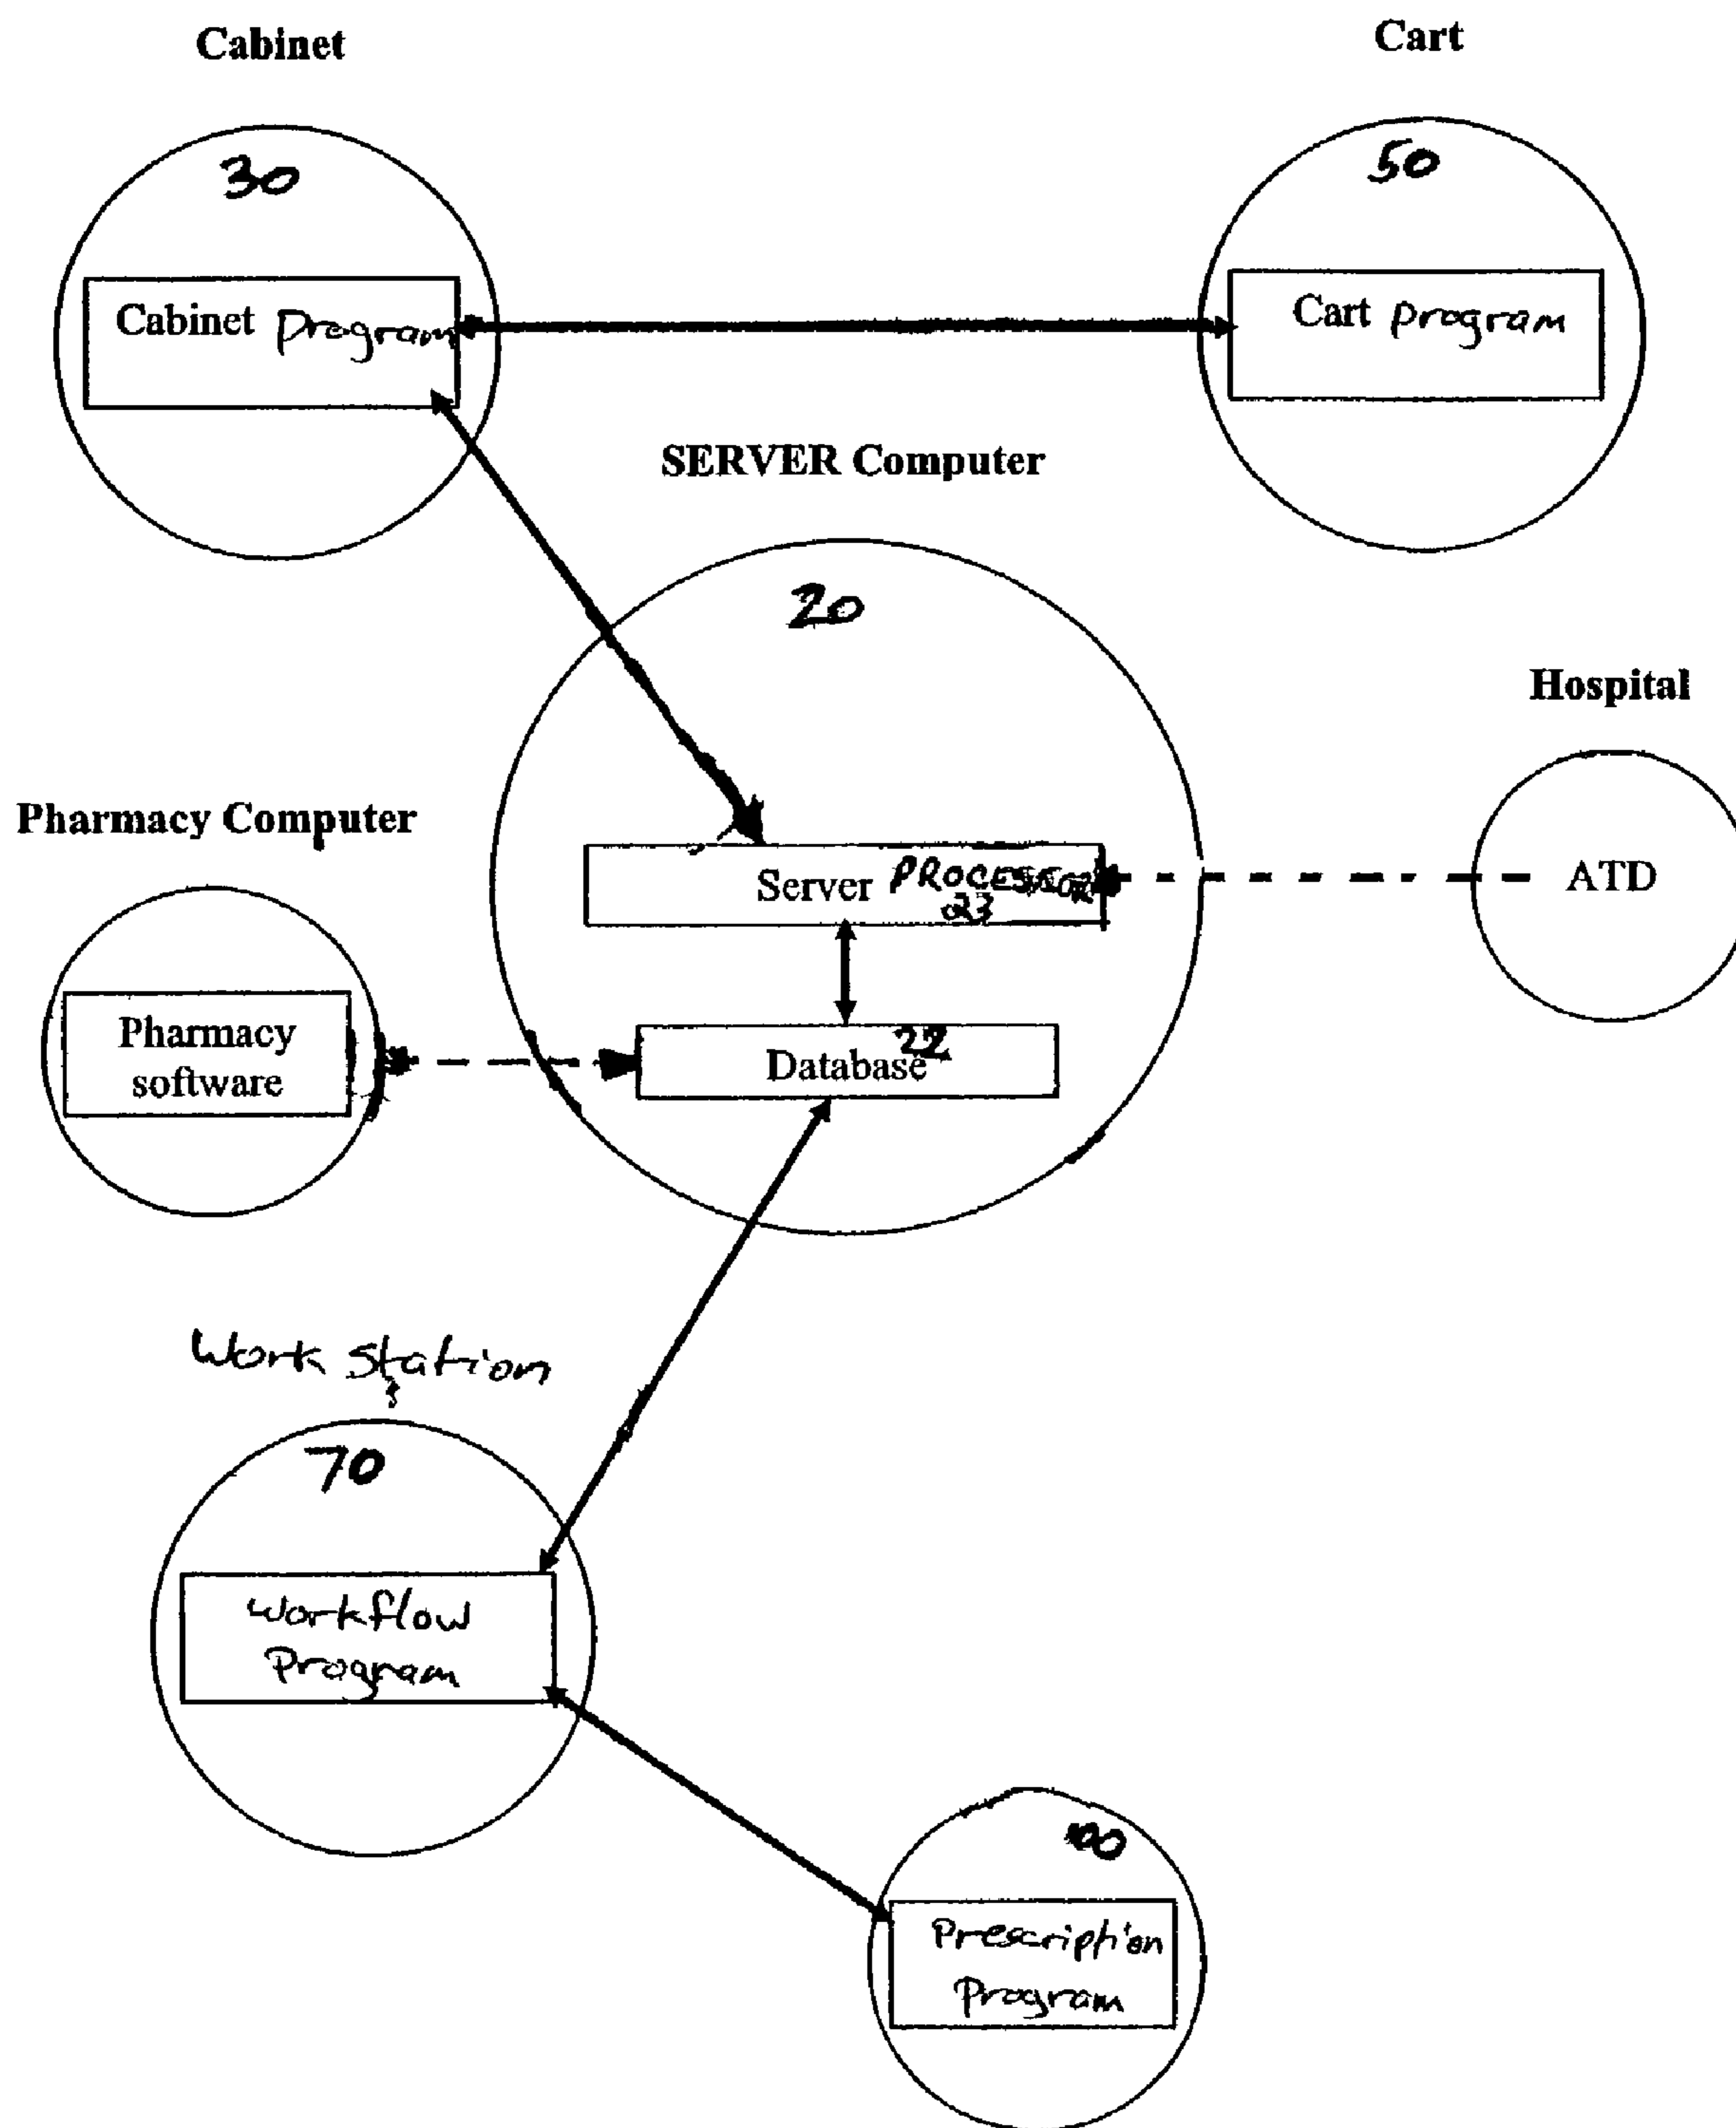 Cabinet
Cart
30
50
Cabinet Program
Cart program
SERVER Computer
20
Hospital
Pharmacy Computer
Server PROCESSOR
23
ATD
Pharmacy
software
Database 22
Work Station
70
Workflow
Program
100
Prescription
Program